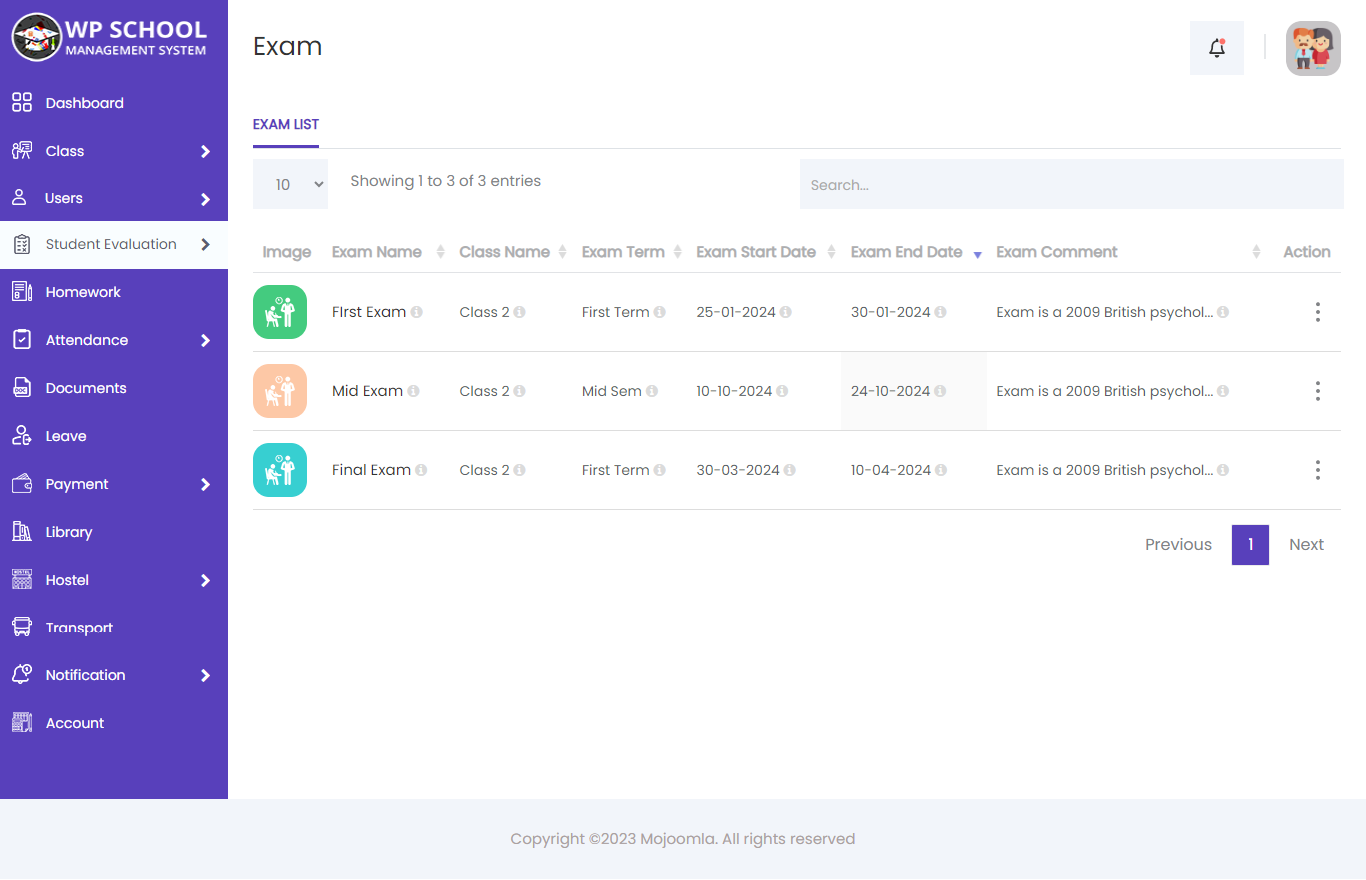 WP SCHOOL
MANAGEMENT SYSTEM
Dashboard
Class
Users
Student Evaluation
Homework
Attendance
Documents
Leave
Payment
Library
Hostel
Transport
Notification
Account
Exam
EXAM LIST
10 Showing 1 to 3 of 3 entries Search...
Image Exam Name Class Name Exam Term Exam Start Date Exam End Date Exam Comment Action
FIrst Exam Class 2 First Term 25-01-2024 30-01-2024 Exam is a 2009 British psychol...
Mid Exam Class 2 Mid Sem 10-10-2024 24-10-2024 Exam is a 2009 British psychol...
Final Exam Class 2 First Term 30-03-2024 10-04-2024 Exam is a 2009 British psychol...
Previous 1 Next
Copyright ©2023 Mojoomla. All rights reserved